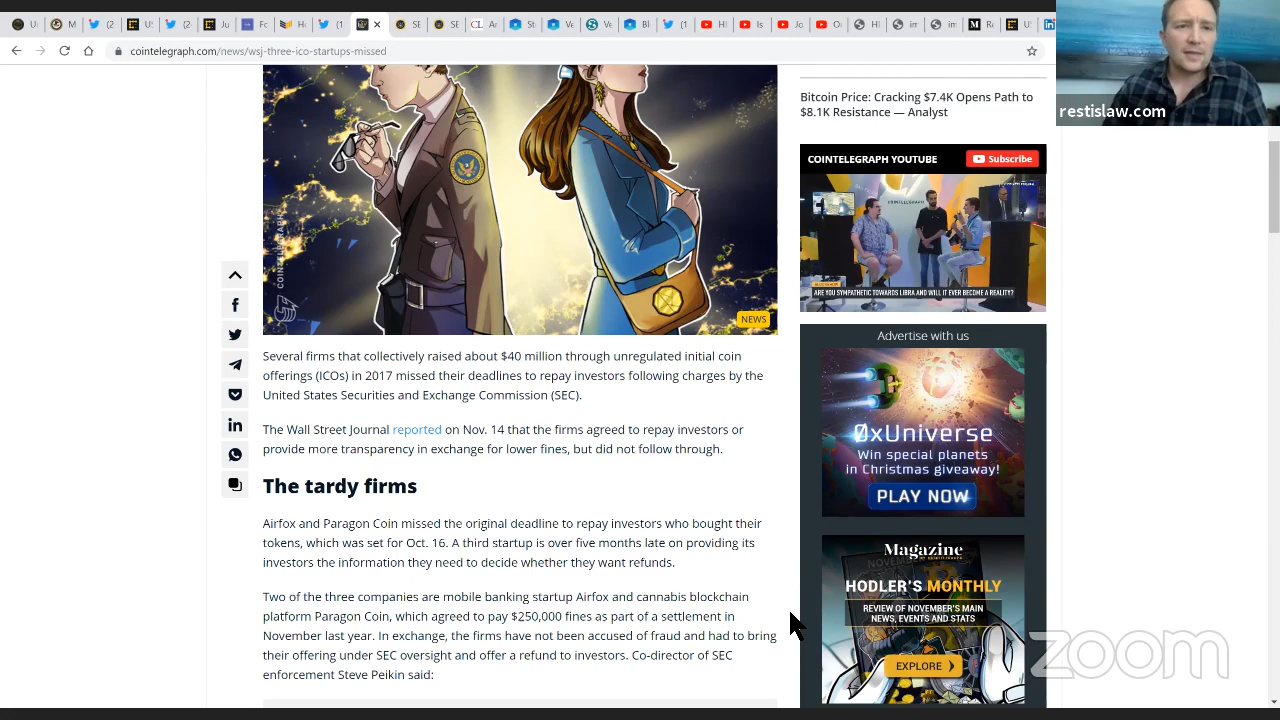 cointelegraph.com/news/wsj-three-ico-startups-missed
restislaw.com
Bitcoin Price: Cracking $7.4K Opens Path to
$8.1K Resistance — Analyst
COINTELEGRAPH YOUTUBE
Subscribe
ARE YOU SYMPATHETIC TOWARDS LIBRA AND WILL IT EVER BECOME A REALITY?
COINTELEGRAPH
NEWS
Several firms that collectively raised about $40 million through unregulated initial coin
offerings (ICOs) in 2017 missed their deadlines to repay investors following charges by the
United States Securities and Exchange Commission (SEC).
The Wall Street Journal reported on Nov. 14 that the firms agreed to repay investors or
provide more transparency in exchange for lower fines, but did not follow through.
The tardy firms
Airfox and Paragon Coin missed the original deadline to repay investors who bought their
tokens, which was set for Oct. 16. A third startup is over five months late on providing its
investors the information they need to decide whether they want refunds.
Two of the three companies are mobile banking startup Airfox and cannabis blockchain
platform Paragon Coin, which agreed to pay $250,000 fines as part of a settlement in
November last year. In exchange, the firms have not been accused of fraud and had to bring
their offering under SEC oversight and offer a refund to investors. Co-director of SEC
enforcement Steve Peikin said:
Advertise with us
0xUniverse
Win special planets
in Christmas giveaway!
PLAY NOW
Magazine
HODLER'S MONTHLY
REVIEW OF NOVEMBER'S MAIN
NEWS, EVENTS AND STATS
EXPLORE
zoom